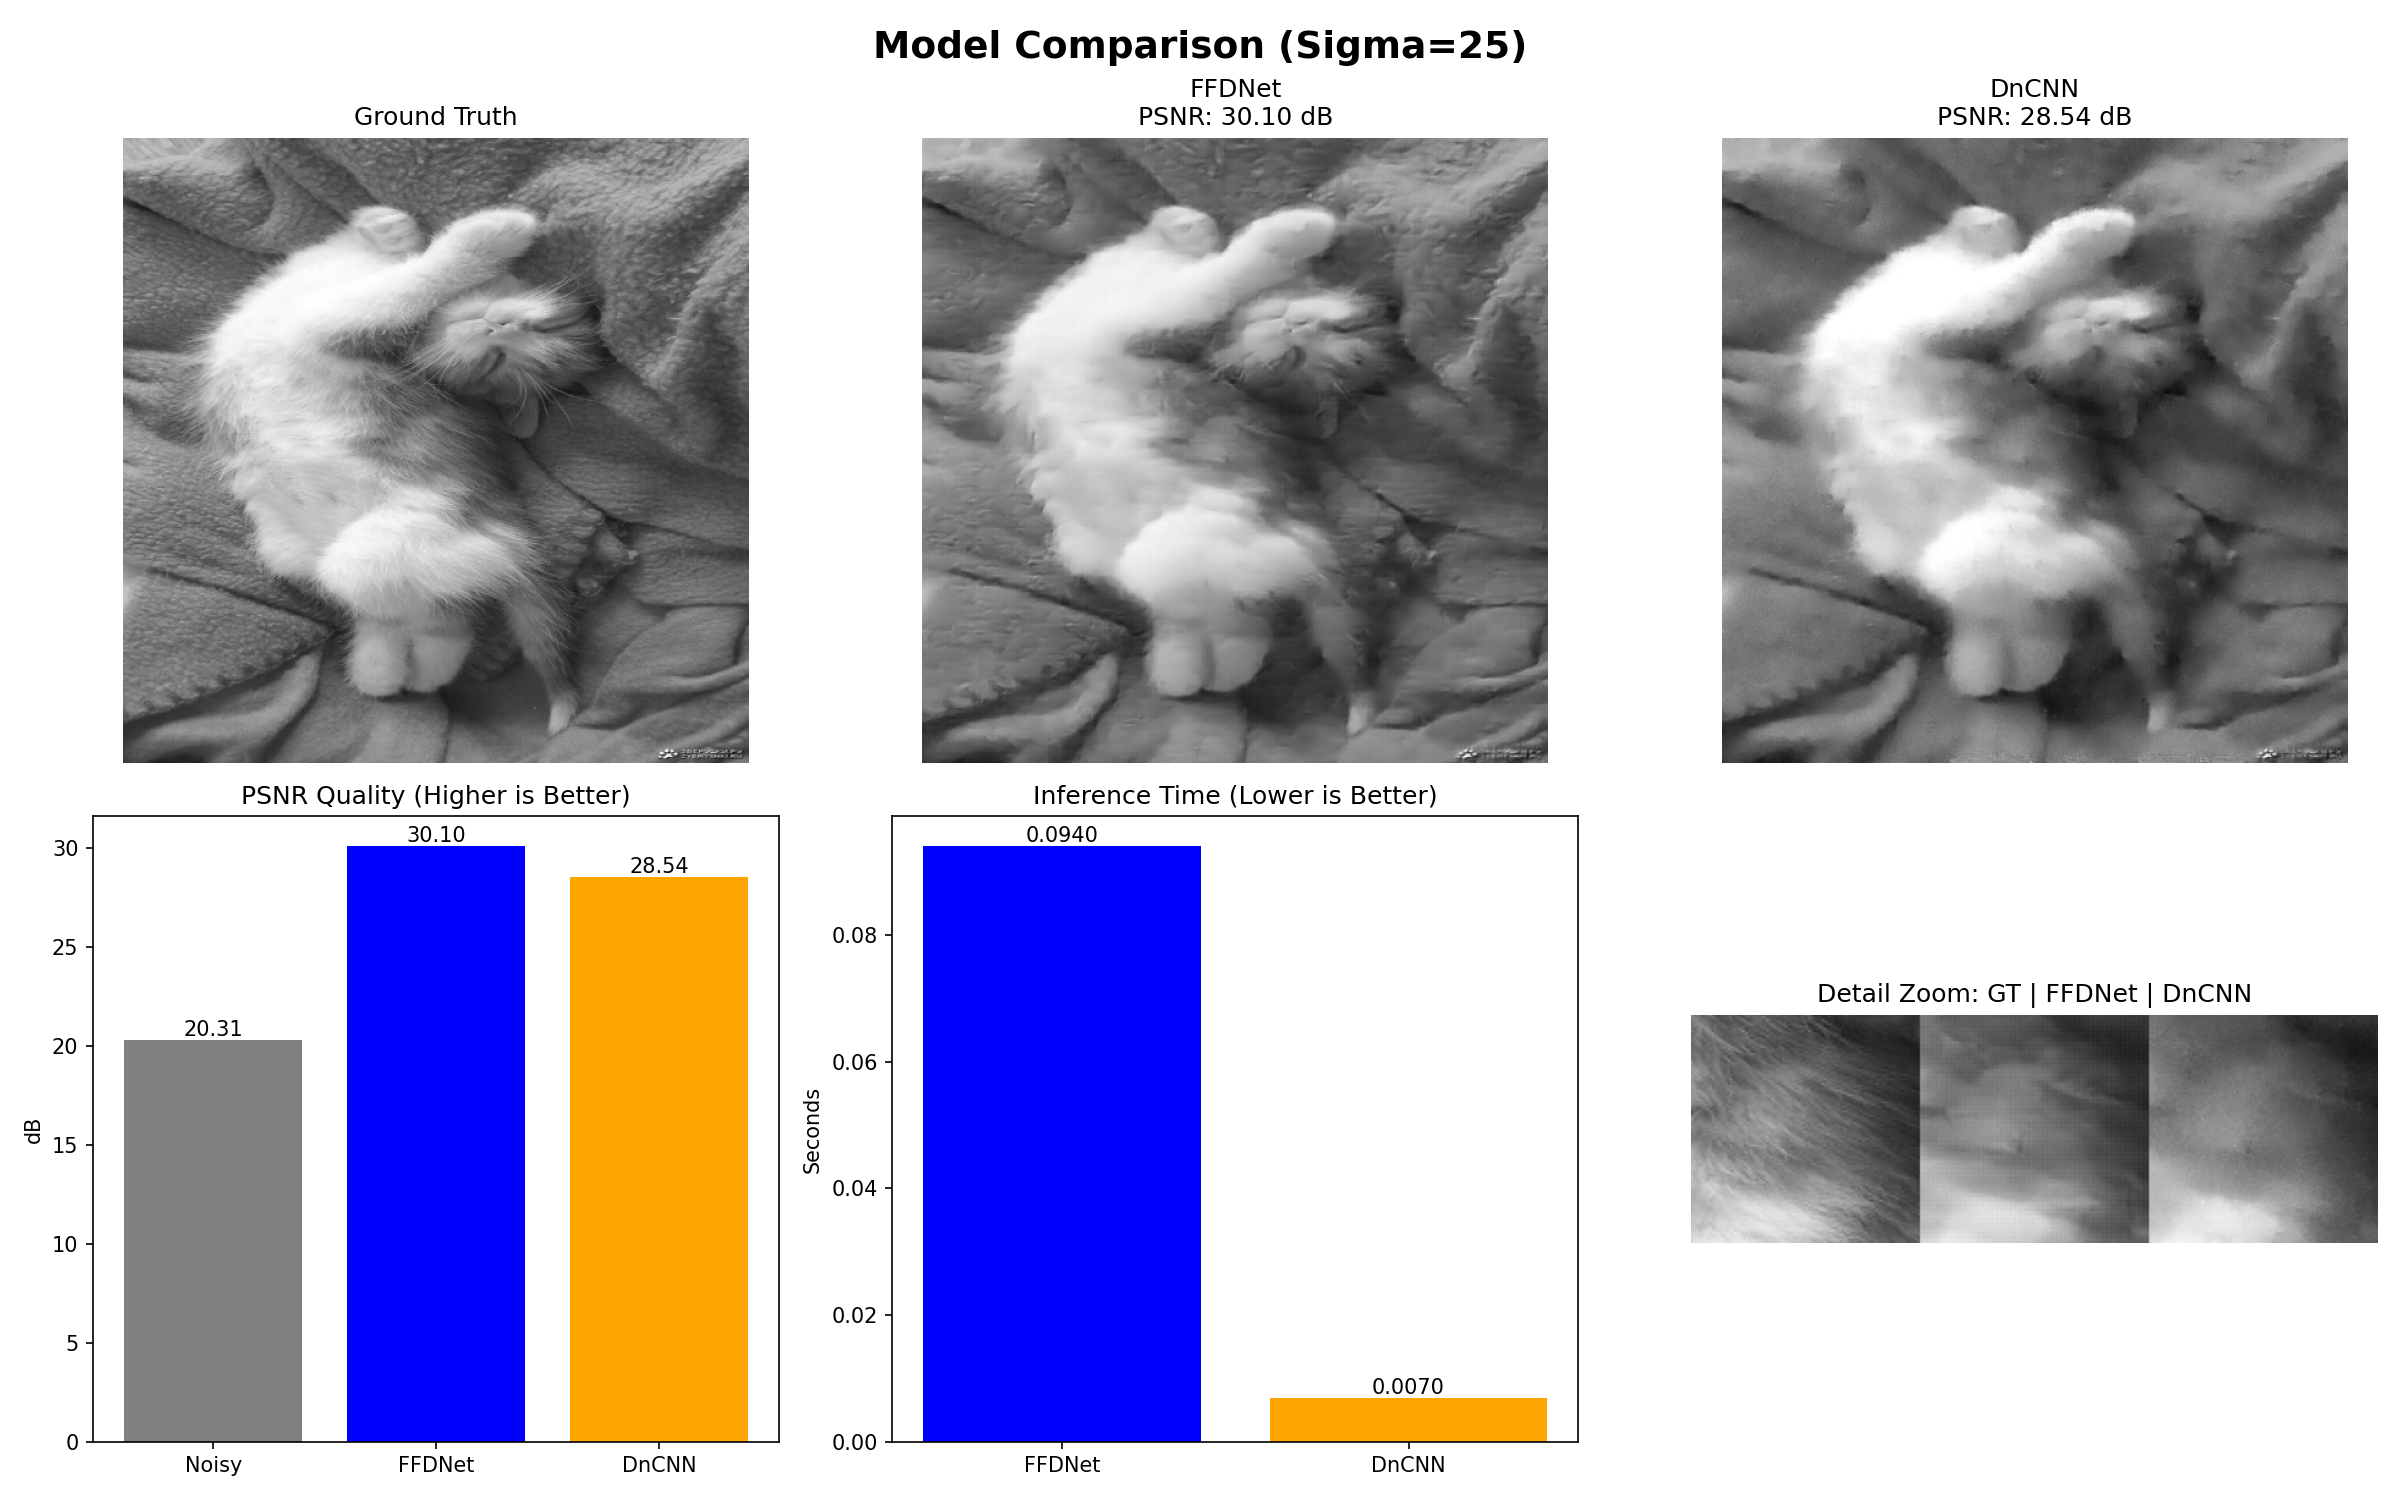 Model Comparison (Sigma=25)
Ground Truth
FFDNet
PSNR: 30.10 dB
DnCNN
PSNR: 28.54 dB
PSNR Quality (Higher is Better)
30.10
28.54
20.31
30
25
20
15
10
5
0
dB
Noisy
FFDNet
DnCNN
Inference Time (Lower is Better)
0.0940
0.0070
0.08
0.06
0.04
0.02
0.00
Seconds
FFDNet
DnCNN
Detail Zoom: GT | FFDNet | DnCNN